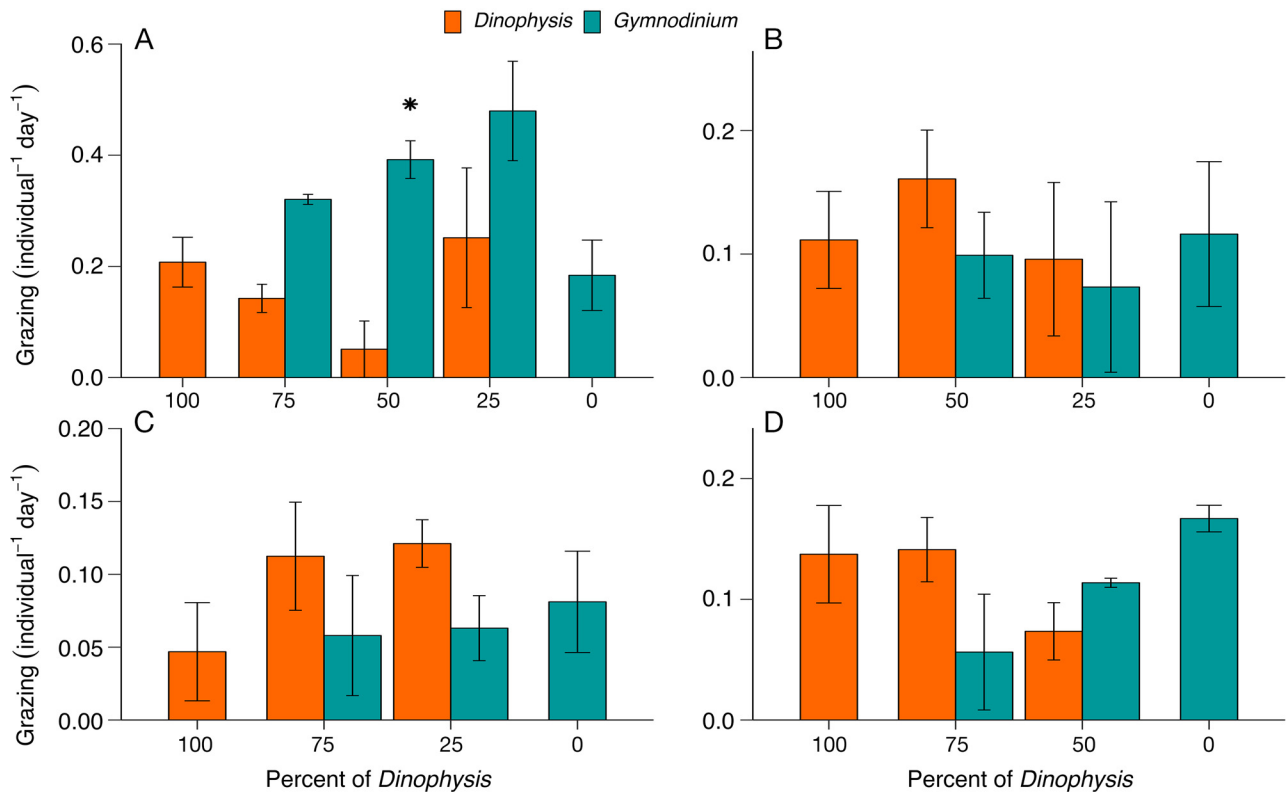 Dinophysis Gymnodinium
A
B
Grazing (individual⁻¹ day⁻¹)
0.6
0.4
0.2
0.0
100 75 50 25 0
0.2
0.1
0.0
100 50 25 0
C
D
Grazing (individual⁻¹ day⁻¹)
0.20
0.15
0.10
0.05
0.00
100 75 25 0
Percent of Dinophysis
0.2
0.1
0.0
100 75 50 0
Percent of Dinophysis